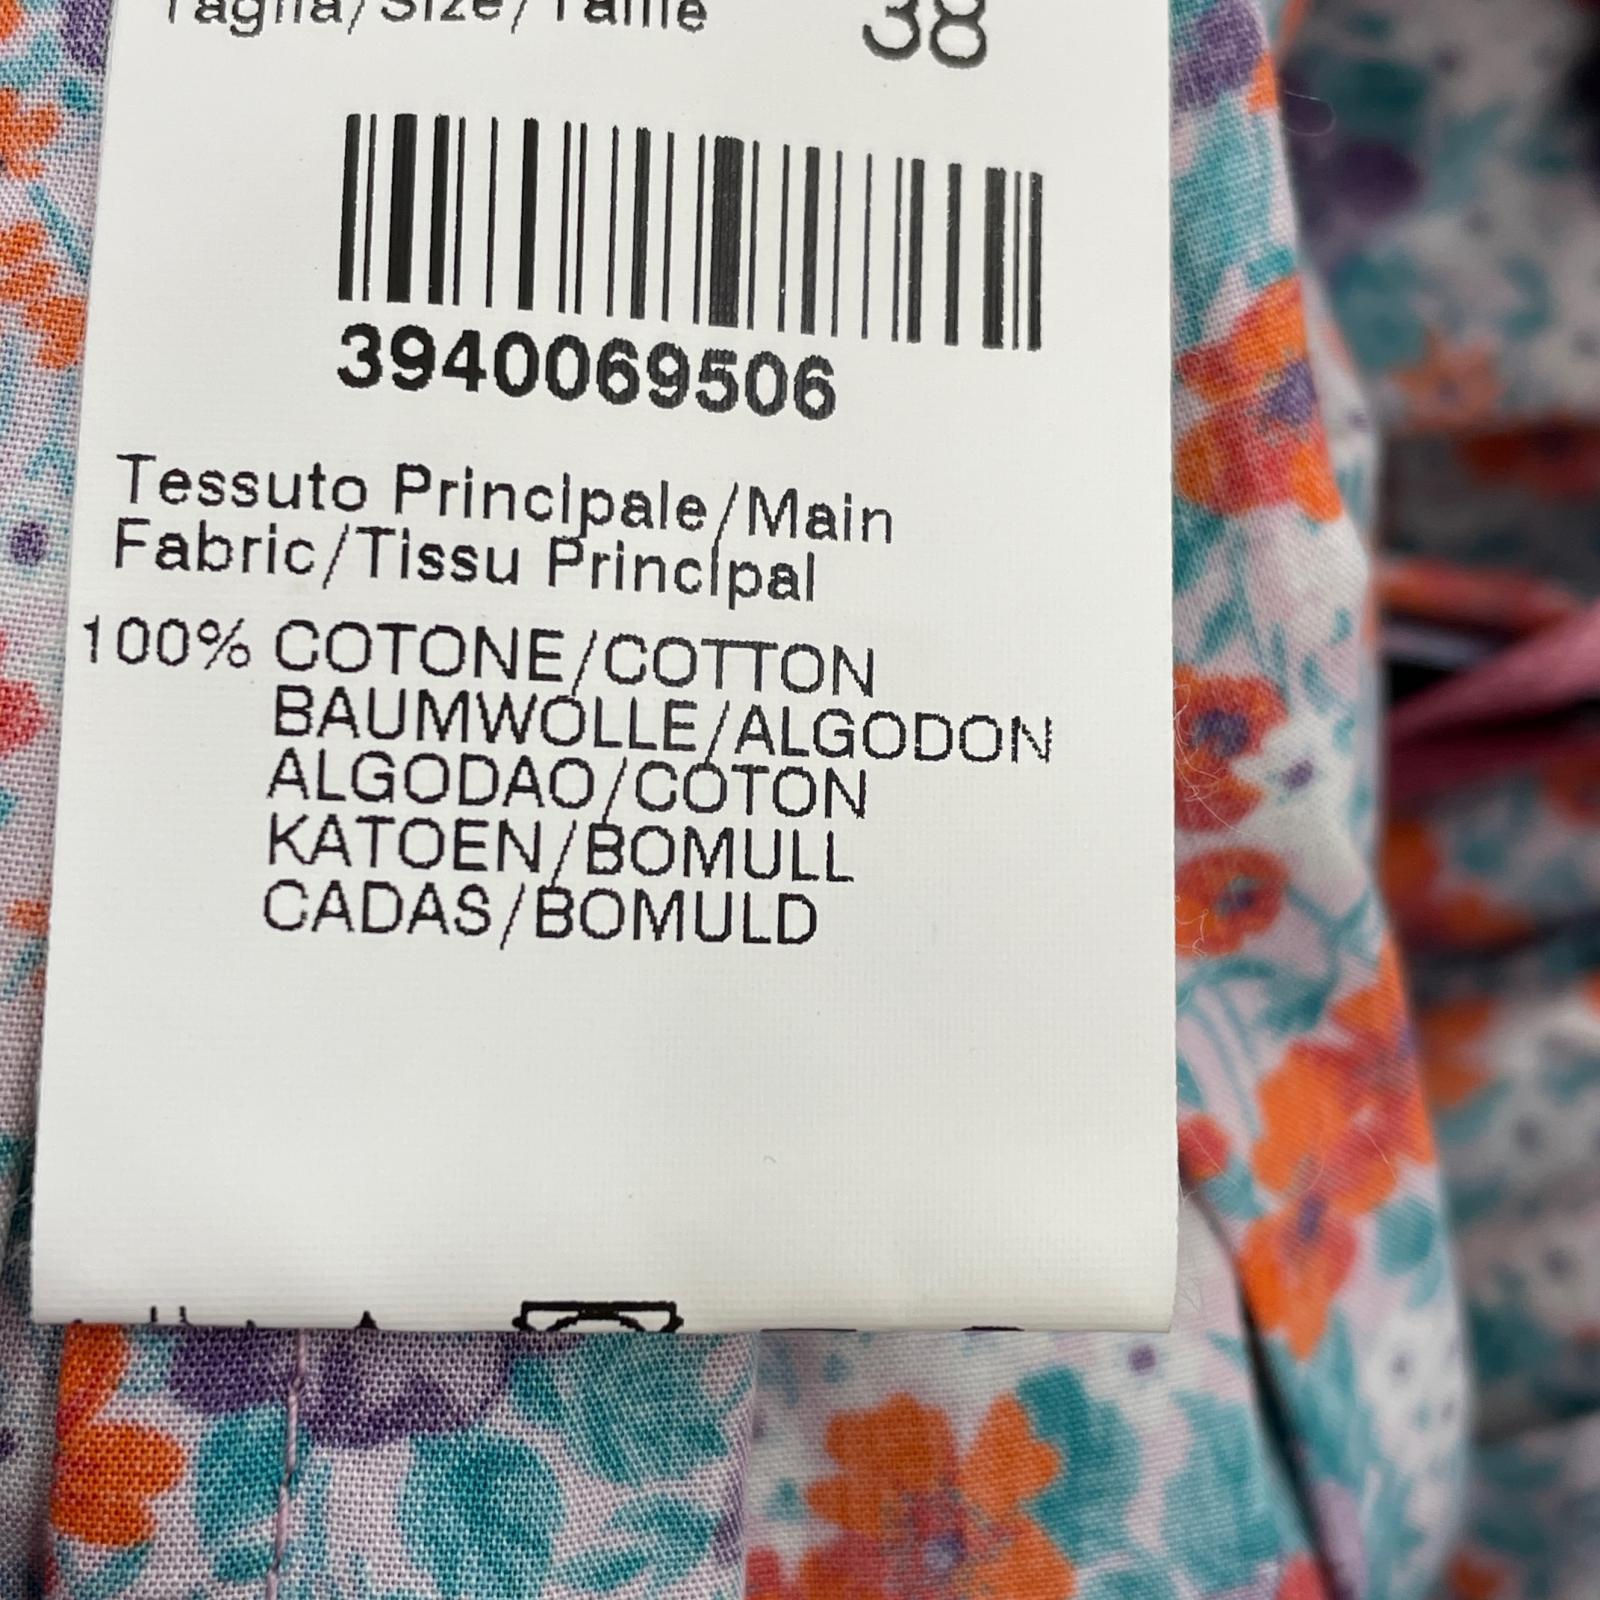 Taglia/Size/Taille 38
3940069506
Tessuto Principale/Main
Fabric/Tissu Principal
100% COTONE/COTTON
BAUMWOLLE/ALGODON
ALGODAO/COTON
KATOEN/BOMULL
CADAS/BOMULD